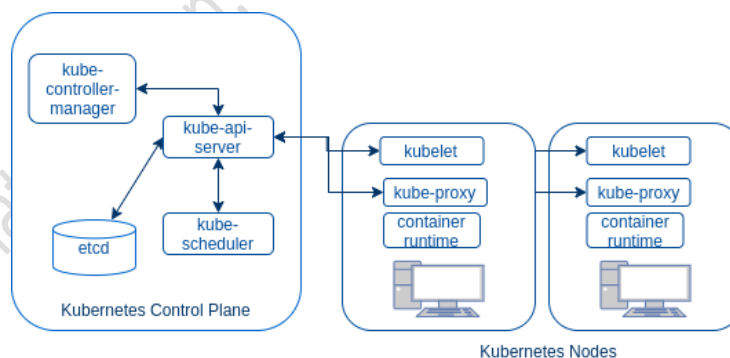 kube-
controller-
manager
kube-api-
server
kube-
scheduler
etcd
Kubernetes Control Plane
kubelet
kube-proxy
container
runtime
kubelet
kube-proxy
container
runtime
Kubernetes Nodes